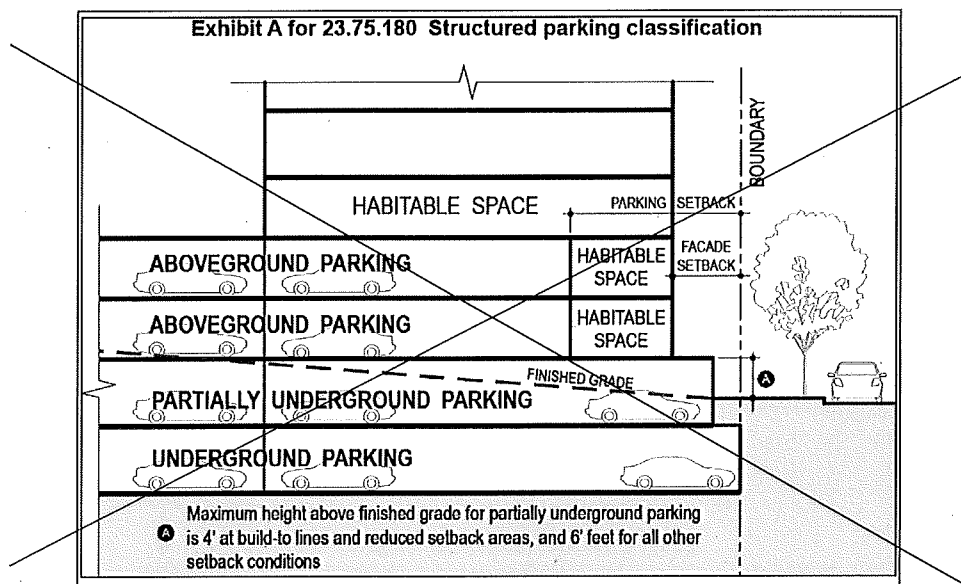 Exhibit A for 23.75.180 Structured parking classification
BOUNDARY
HABITABLE SPACE
PARKING SETBACK
ABOVEGROUND PARKING
HABITABLE SPACE
FACADE SETBACK
ABOVEGROUND PARKING
HABITABLE SPACE
FINISHED GRADE
A
PARTIALLY UNDERGROUND PARKING
UNDERGROUND PARKING
A Maximum height above finished grade for partially underground parking
is 4' at build-to lines and reduced setback areas, and 6' feet for all other
setback conditions